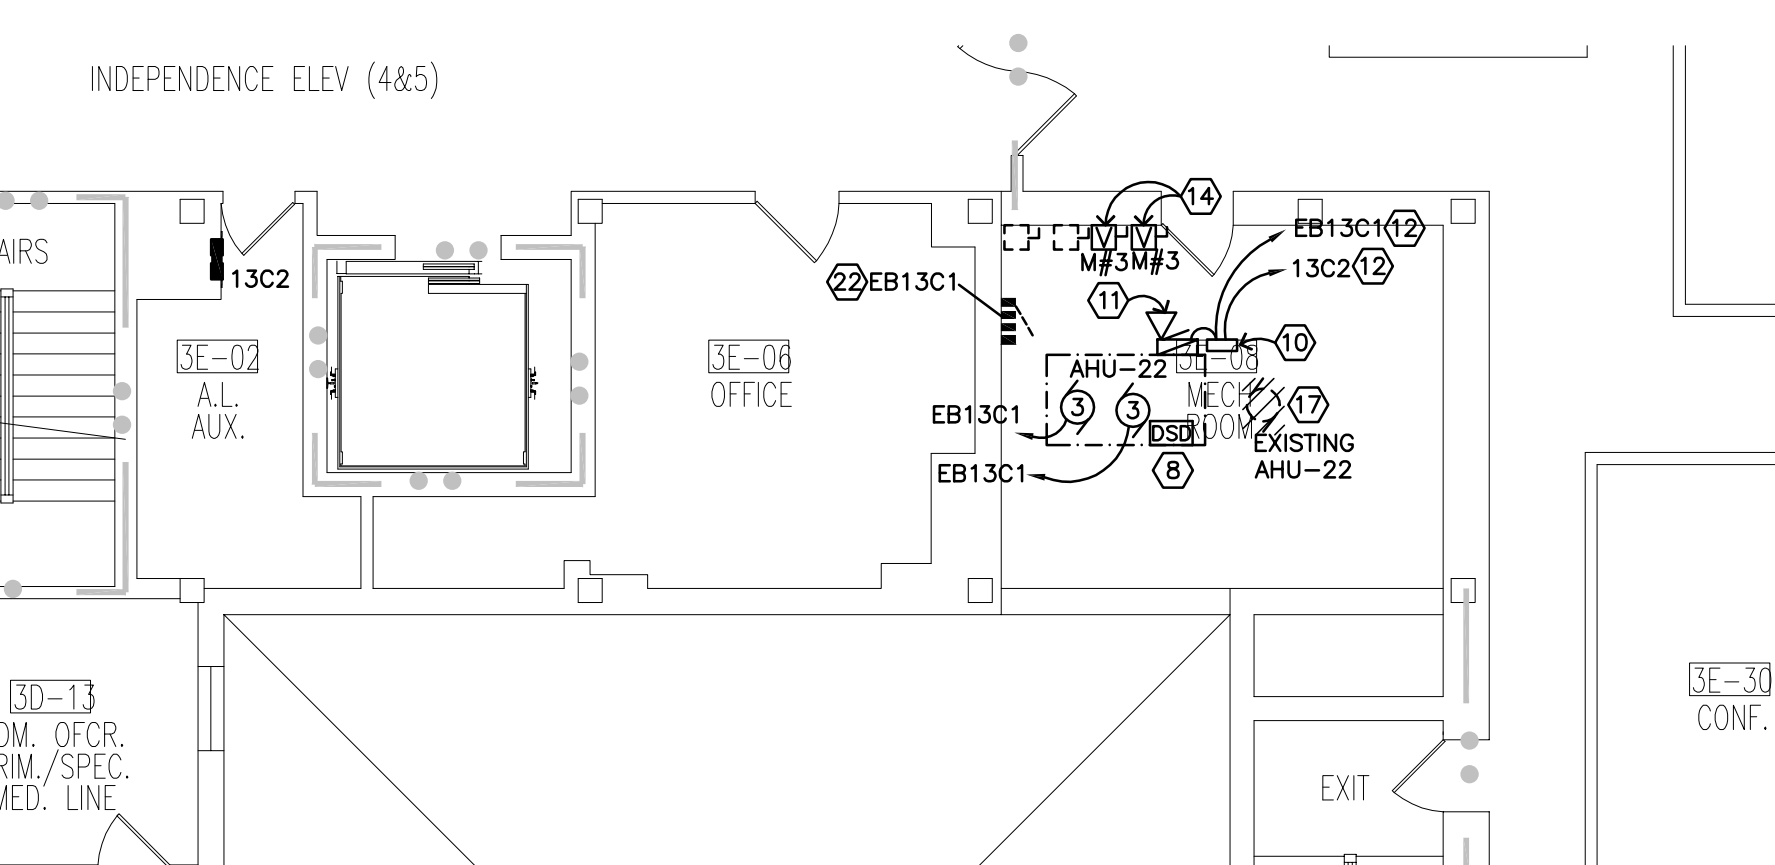 INDEPENDENCE ELEV (4&5)
AIRS
13C2
3E-02
A.L.
AUX.
3E-06
OFFICE
22 EB13C1
14
M#3 M#3
EB13C1 12
13C2 12
11
10
3E-08
MECH
ROOM
AHU-22
3
3
EB13C1
EB13C1
DSD
8
17
EXISTING
AHU-22
3D-13
OM. OFCR.
RIM./SPEC.
MED. LINE
EXIT
3E-30
CONF.